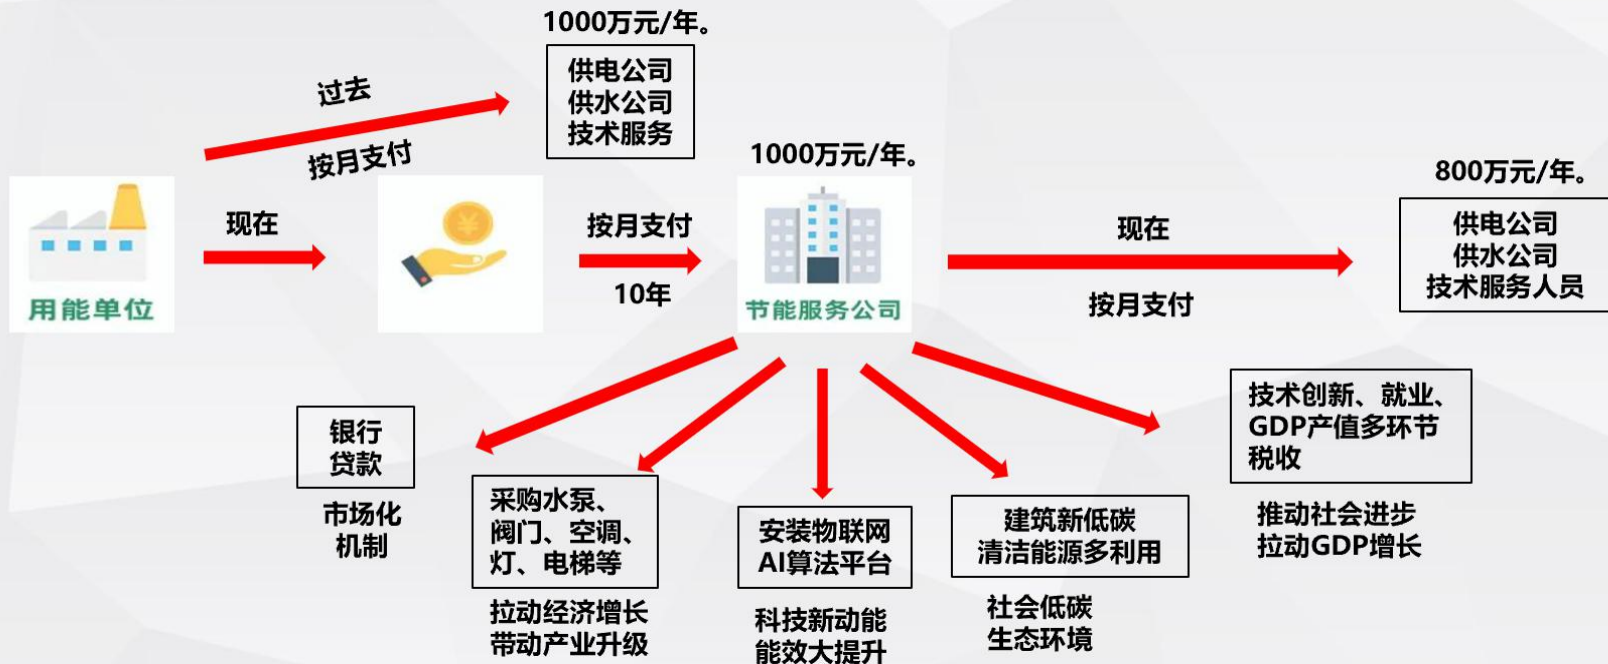 1000万元/年。
供电公司
供水公司
技术服务
过去
按月支付
用能单位
现在
¥
按月支付
10年
1000万元/年。
节能服务公司
现在
按月支付
800万元/年。
供电公司
供水公司
技术服务人员
银行
贷款
市场化
机制
采购水泵、
阀门、空调、
灯、电梯等
拉动经济增长
带动产业升级
安装物联网
AI算法平台
科技新动能
能效大提升
建筑新低碳
清洁能源多利用
社会低碳
生态环境
技术创新、就业、
GDP产值多环节
税收
推动社会进步
拉动GDP增长